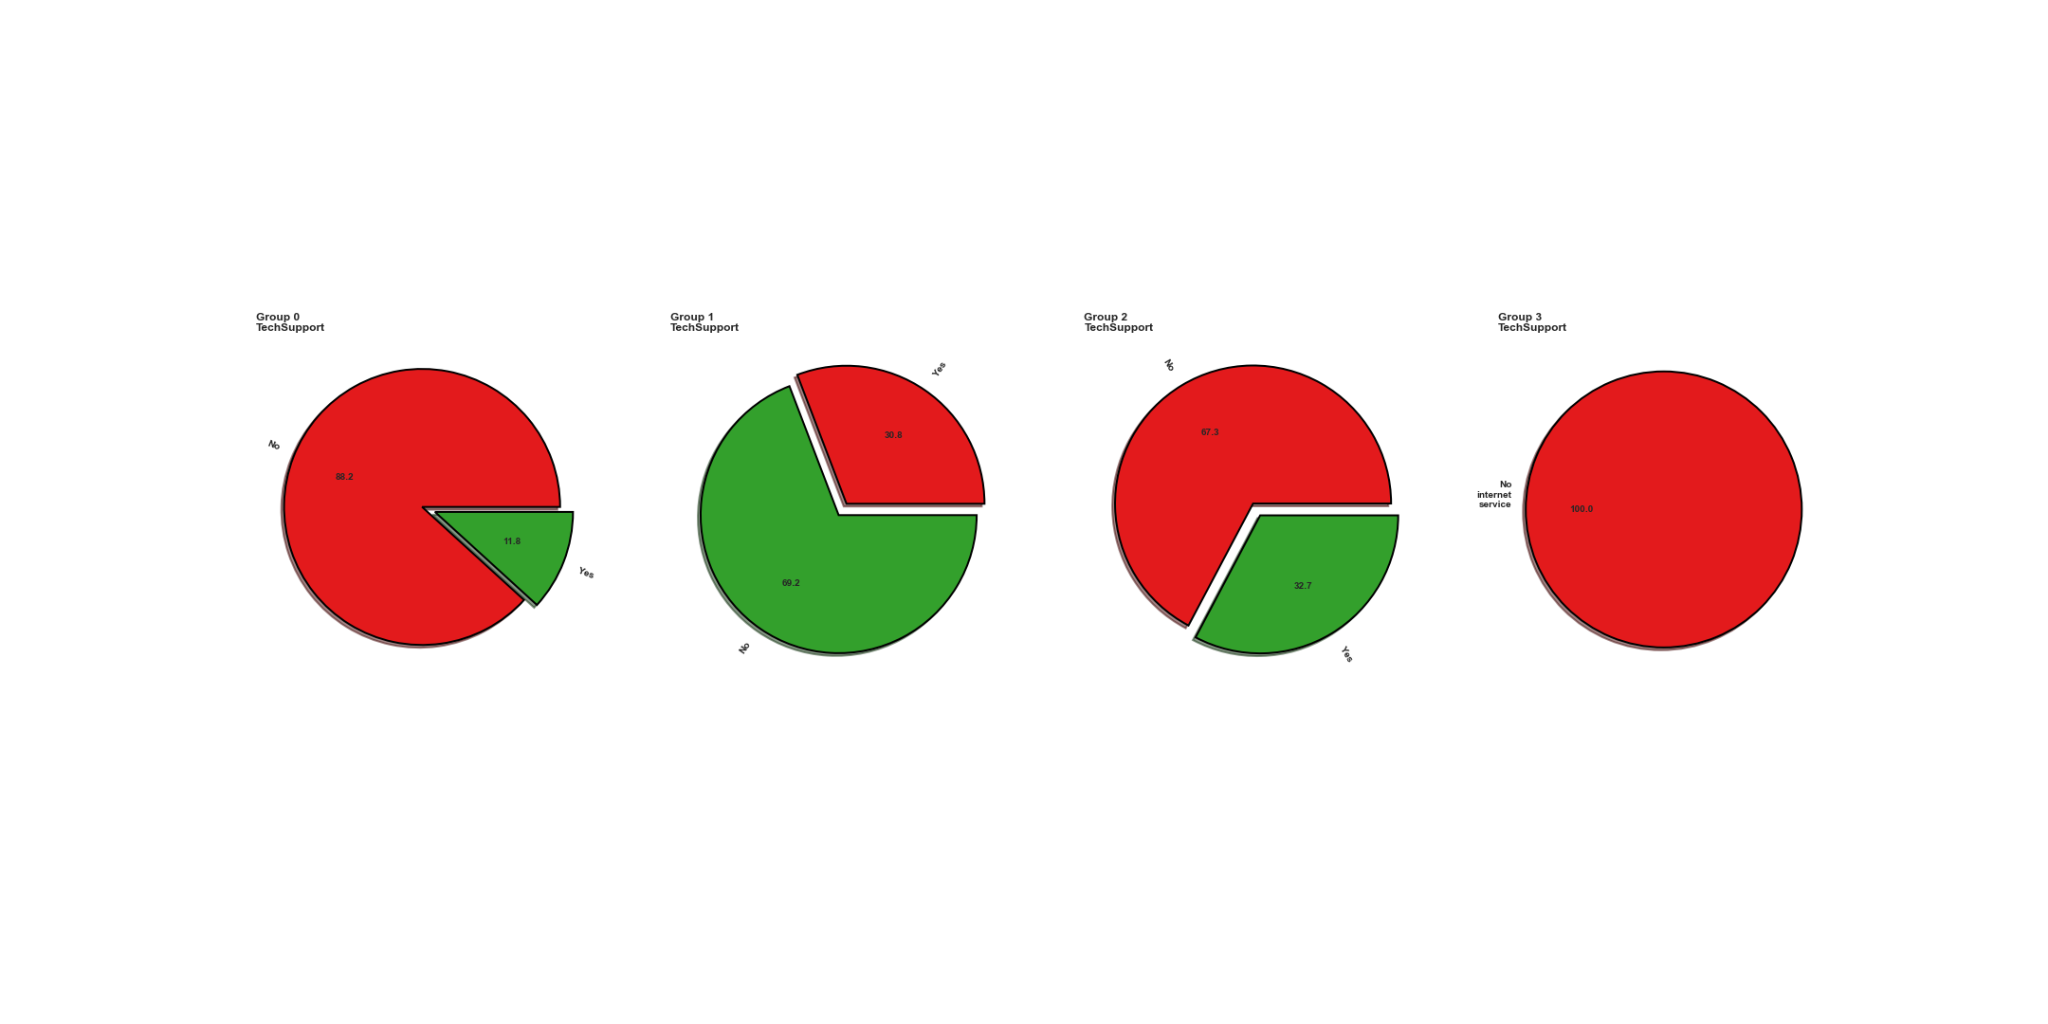 Group 0
TechSupport
No
88.2
11.8
Yes
Group 1
TechSupport
Yes
30.8
69.2
No
Group 2
TechSupport
No
67.3
32.7
Yes
Group 3
TechSupport
No
internet
service
100.0